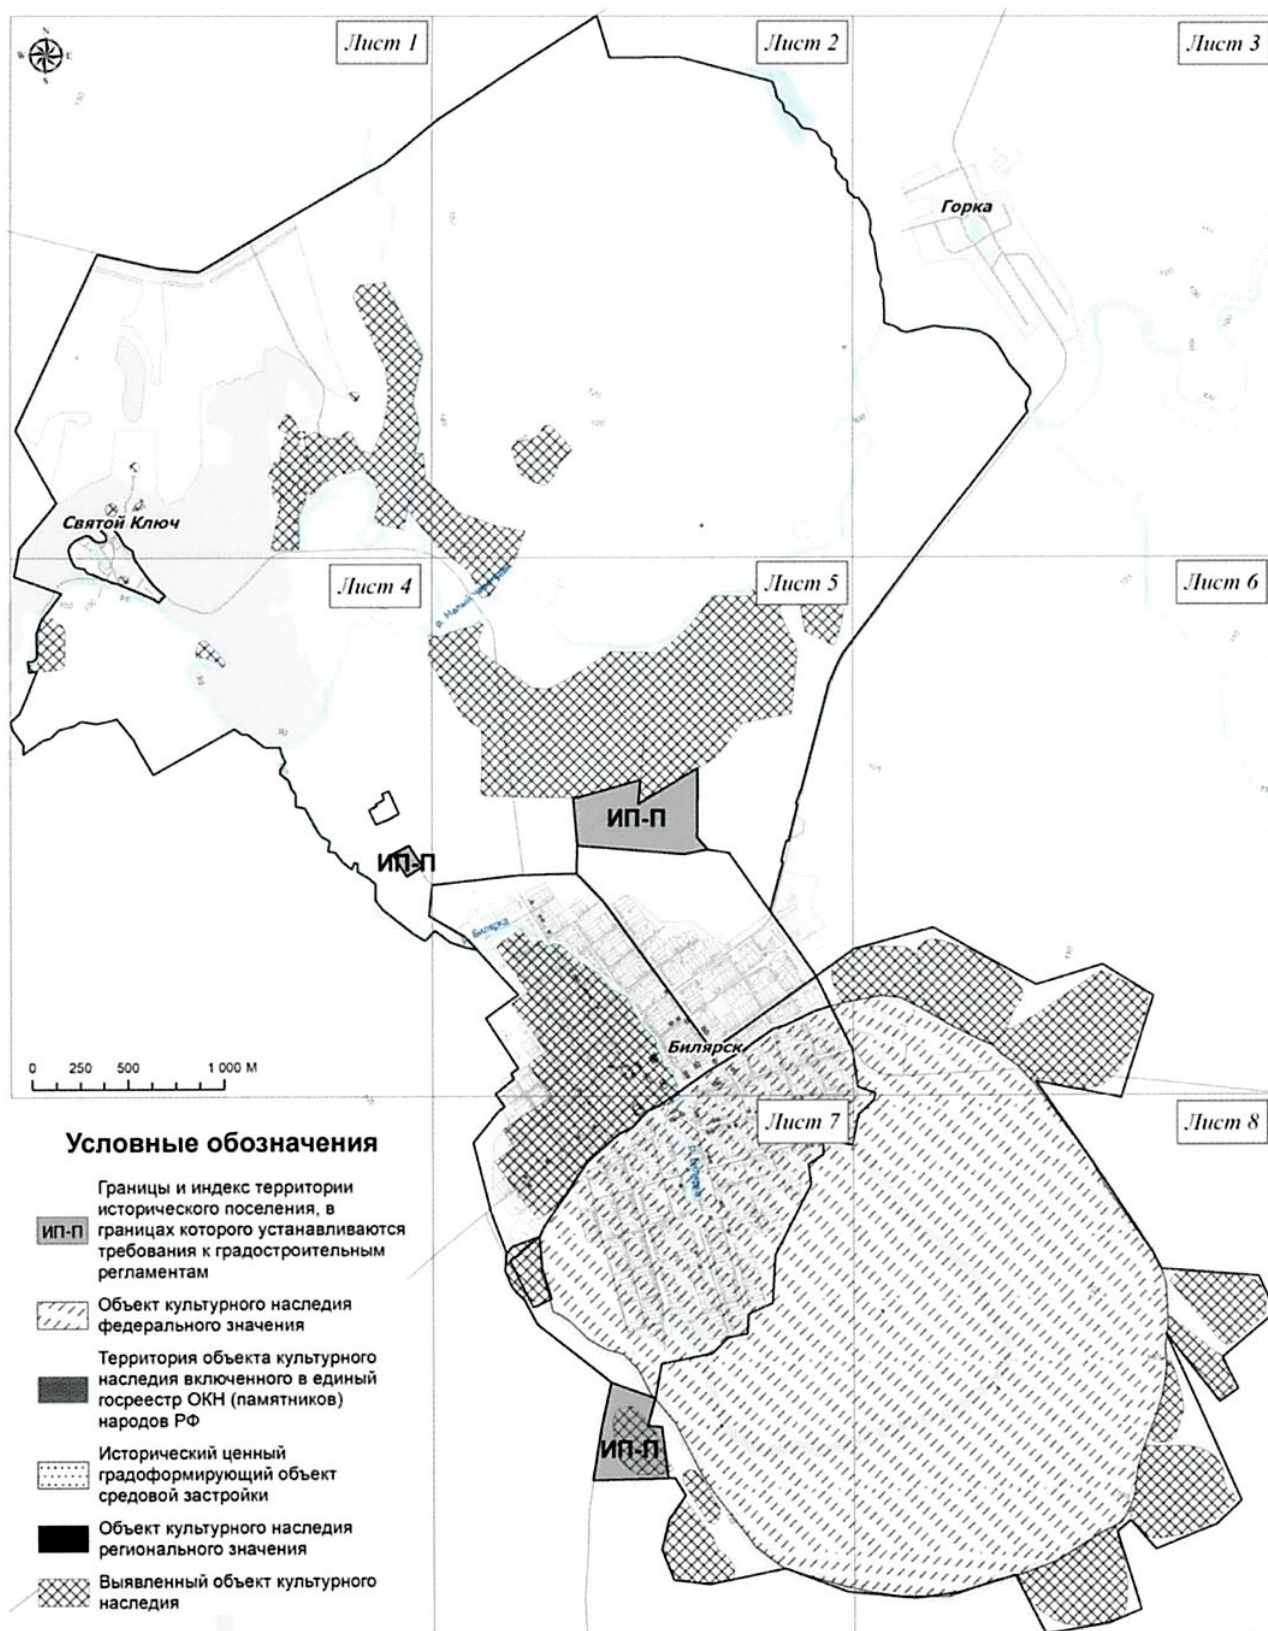 Лист 1
Лист 2
Лист 3
N
W
E
S
Горка
Святой Ключ
Лист 4
Лист 5
Лист 6
ИП-П
ИП-П
Билярск
0 250 500 1 000 М
Лист 7
Лист 8
ИП-П
Условные обозначения
Границы и индекс территории
исторического поселения, в
ИП-П
границах которого устанавливаются
требования к градостроительным
регламентам
Объект культурного наследия
федерального значения
Территория объекта культурного
наследия включенного в единый
госреестр ОКН (памятников)
народов РФ
Исторический ценный
градоформирующий объект
средовой застройки
Объект культурного наследия
регионального значения
Выявленный объект культурного
наследия